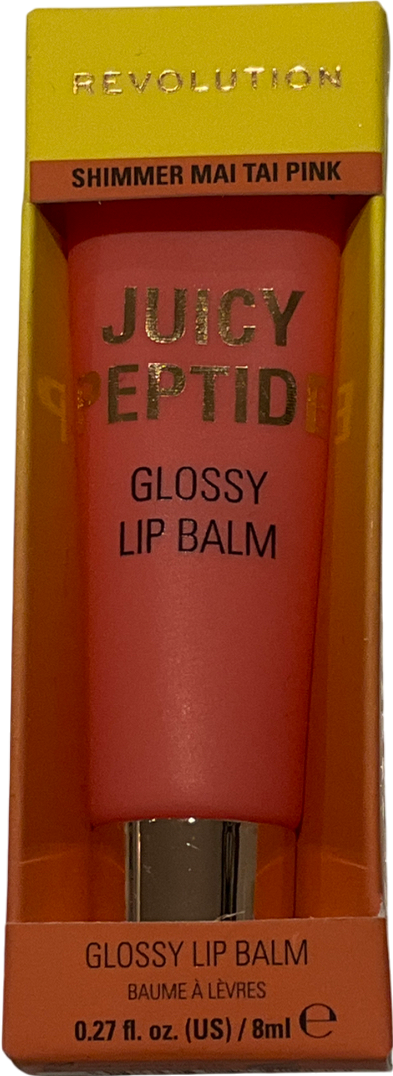 REVOLUTION
SHIMMER MAI TAI PINK
JUICY
PEPTIDE
GLOSSY
LIP BALM
GLOSSY LIP BALM
BAUME À LÈVRES
0.27 fl. oz. (US) / 8ml ℮